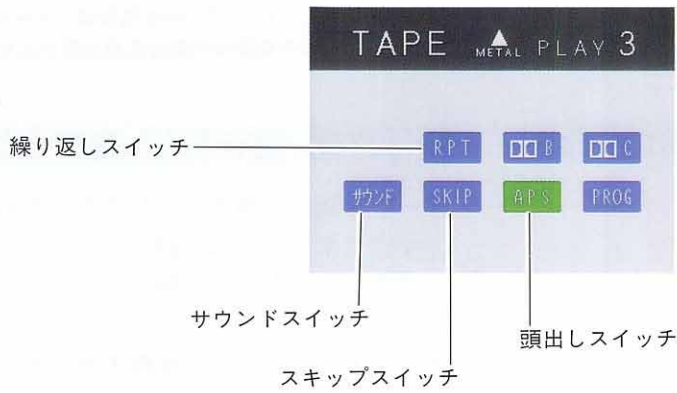 TAPE METAL PLAY 3
繰り返しスイッチ
RPT B C
サウンド SKIP APS PROG
サウンドスイッチ
頭出しスイッチ
スキップスイッチ